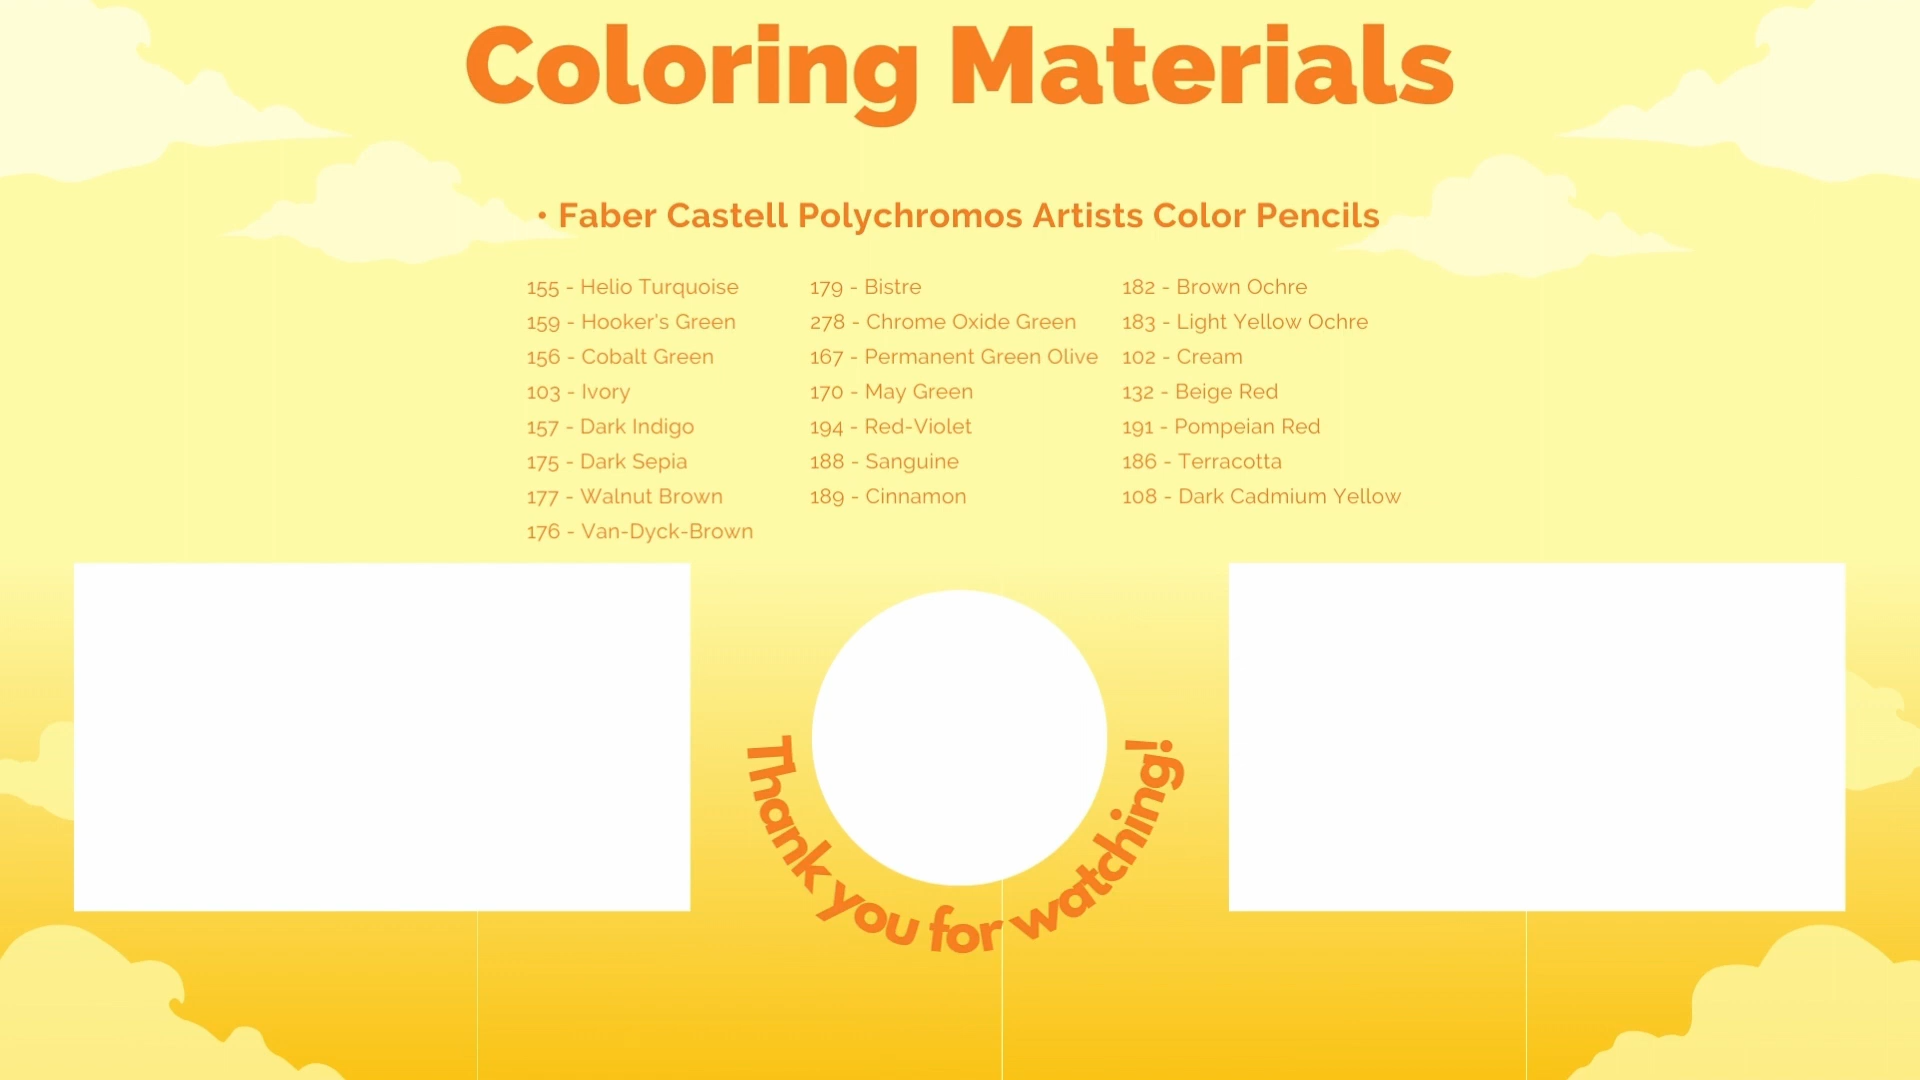 Coloring Materials
• Faber Castell Polychromos Artists Color Pencils
155 - Helio Turquoise
159 - Hooker's Green
156 - Cobalt Green
103 - Ivory
157 - Dark Indigo
175 - Dark Sepia
177 - Walnut Brown
176 - Van-Dyck-Brown
179 - Bistre
278 - Chrome Oxide Green
167 - Permanent Green Olive
170 - May Green
194 - Red-Violet
188 - Sanguine
189 - Cinnamon
182 - Brown Ochre
183 - Light Yellow Ochre
102 - Cream
132 - Beige Red
191 - Pompeian Red
186 - Terracotta
108 - Dark Cadmium Yellow
Thank you for watching!